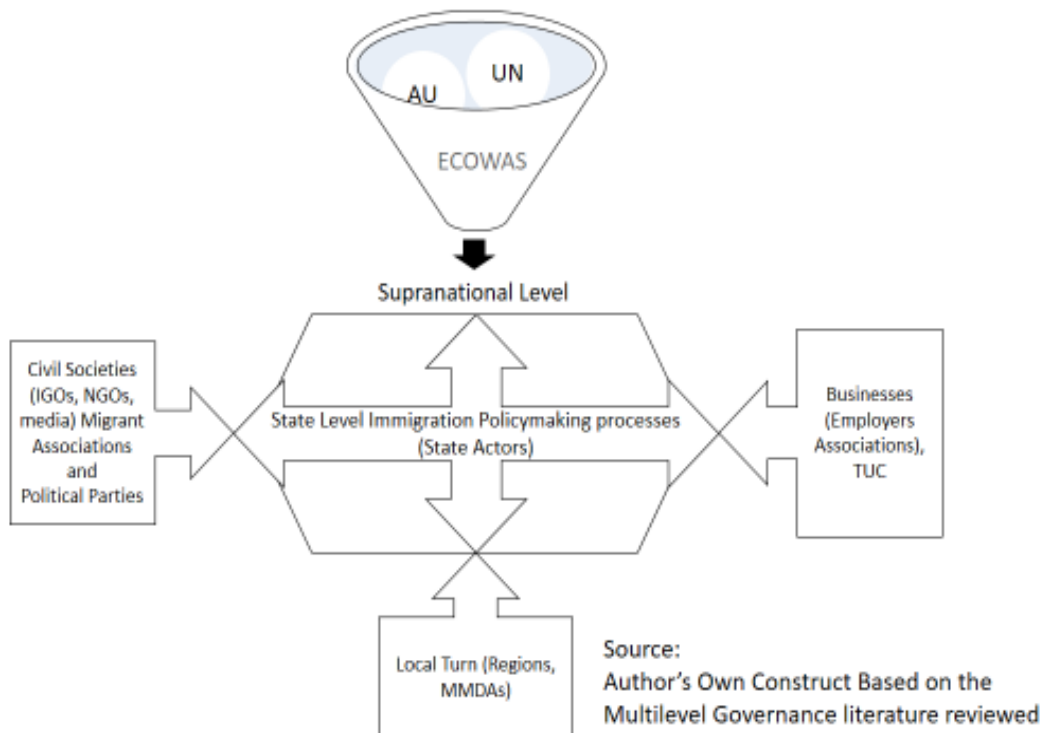 UN
AU
ECOWAS
Supranational Level
Civil Societies
(IGOs, NGOs,
media) Migrant
Associations
and
Political Parties
State Level Immigration Policymaking processes
(State Actors)
Businesses
(Employers
Associations),
TUC
Local Turn (Regions,
MMDAs)
Source:
Author's Own Construct Based on the
Multilevel Governance literature reviewed